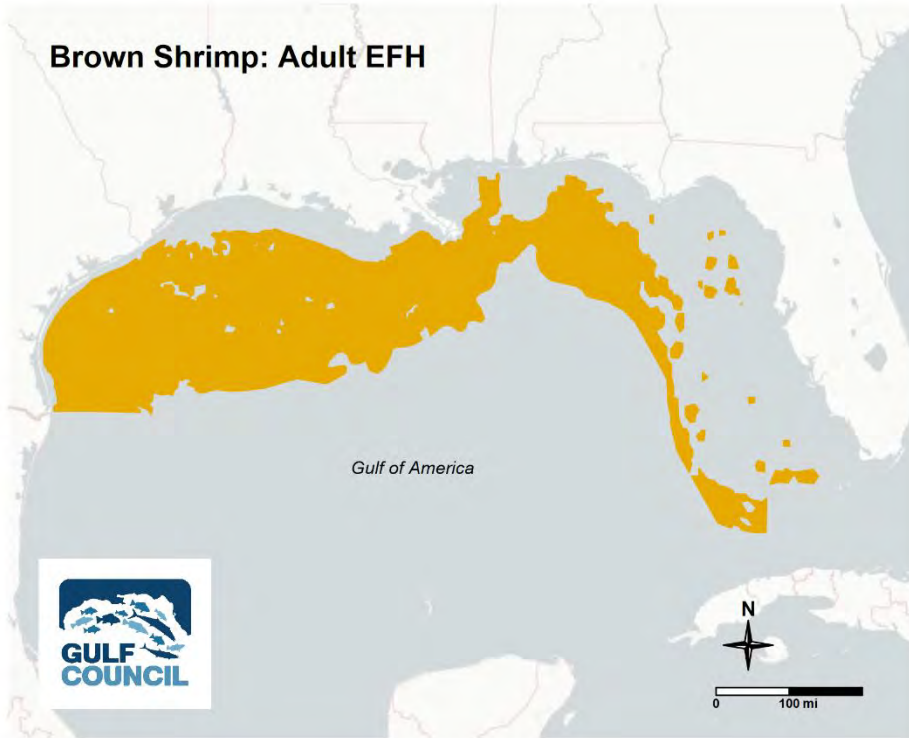 Brown Shrimp: Adult EFH
Gulf of America
GULF
COUNCIL
N
0 100 mi